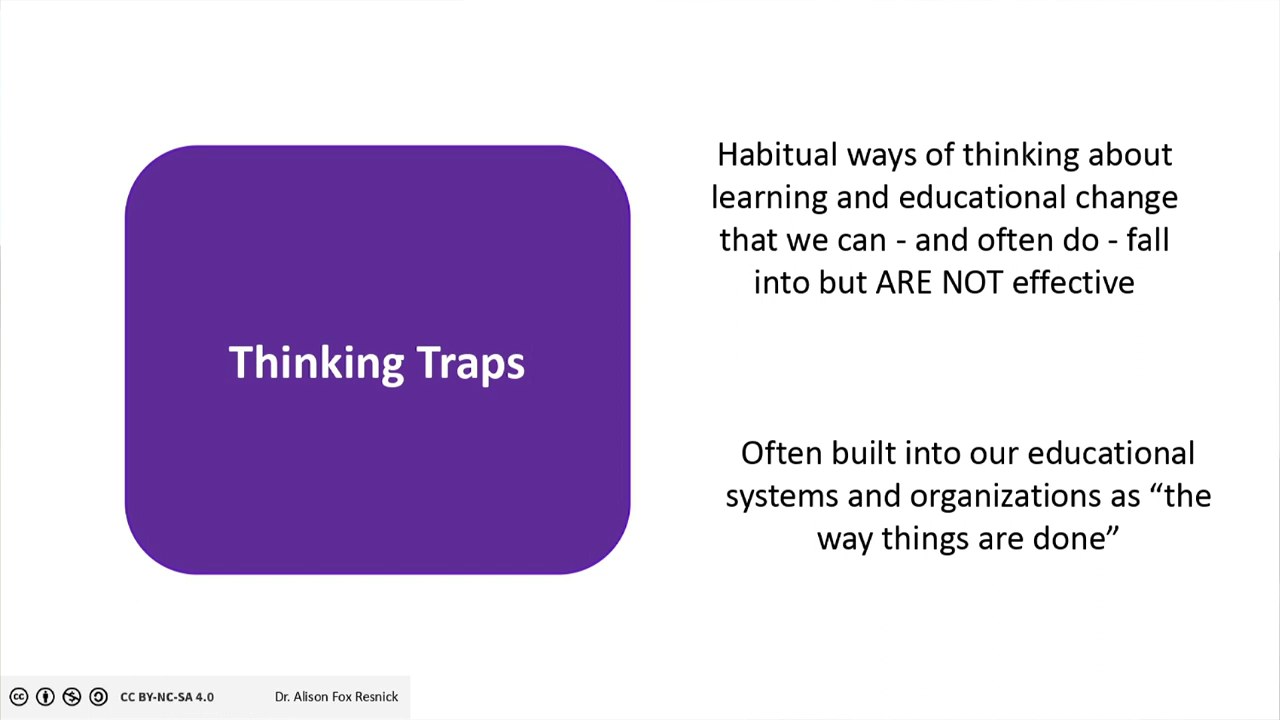 Habitual ways of thinking about
learning and educational change
that we can - and often do - fall
into but ARE NOT effective
Thinking Traps
Often built into our educational
systems and organizations as “the
way things are done”
CC BY-NC-SA 4.0
Dr. Alison Fox Resnick